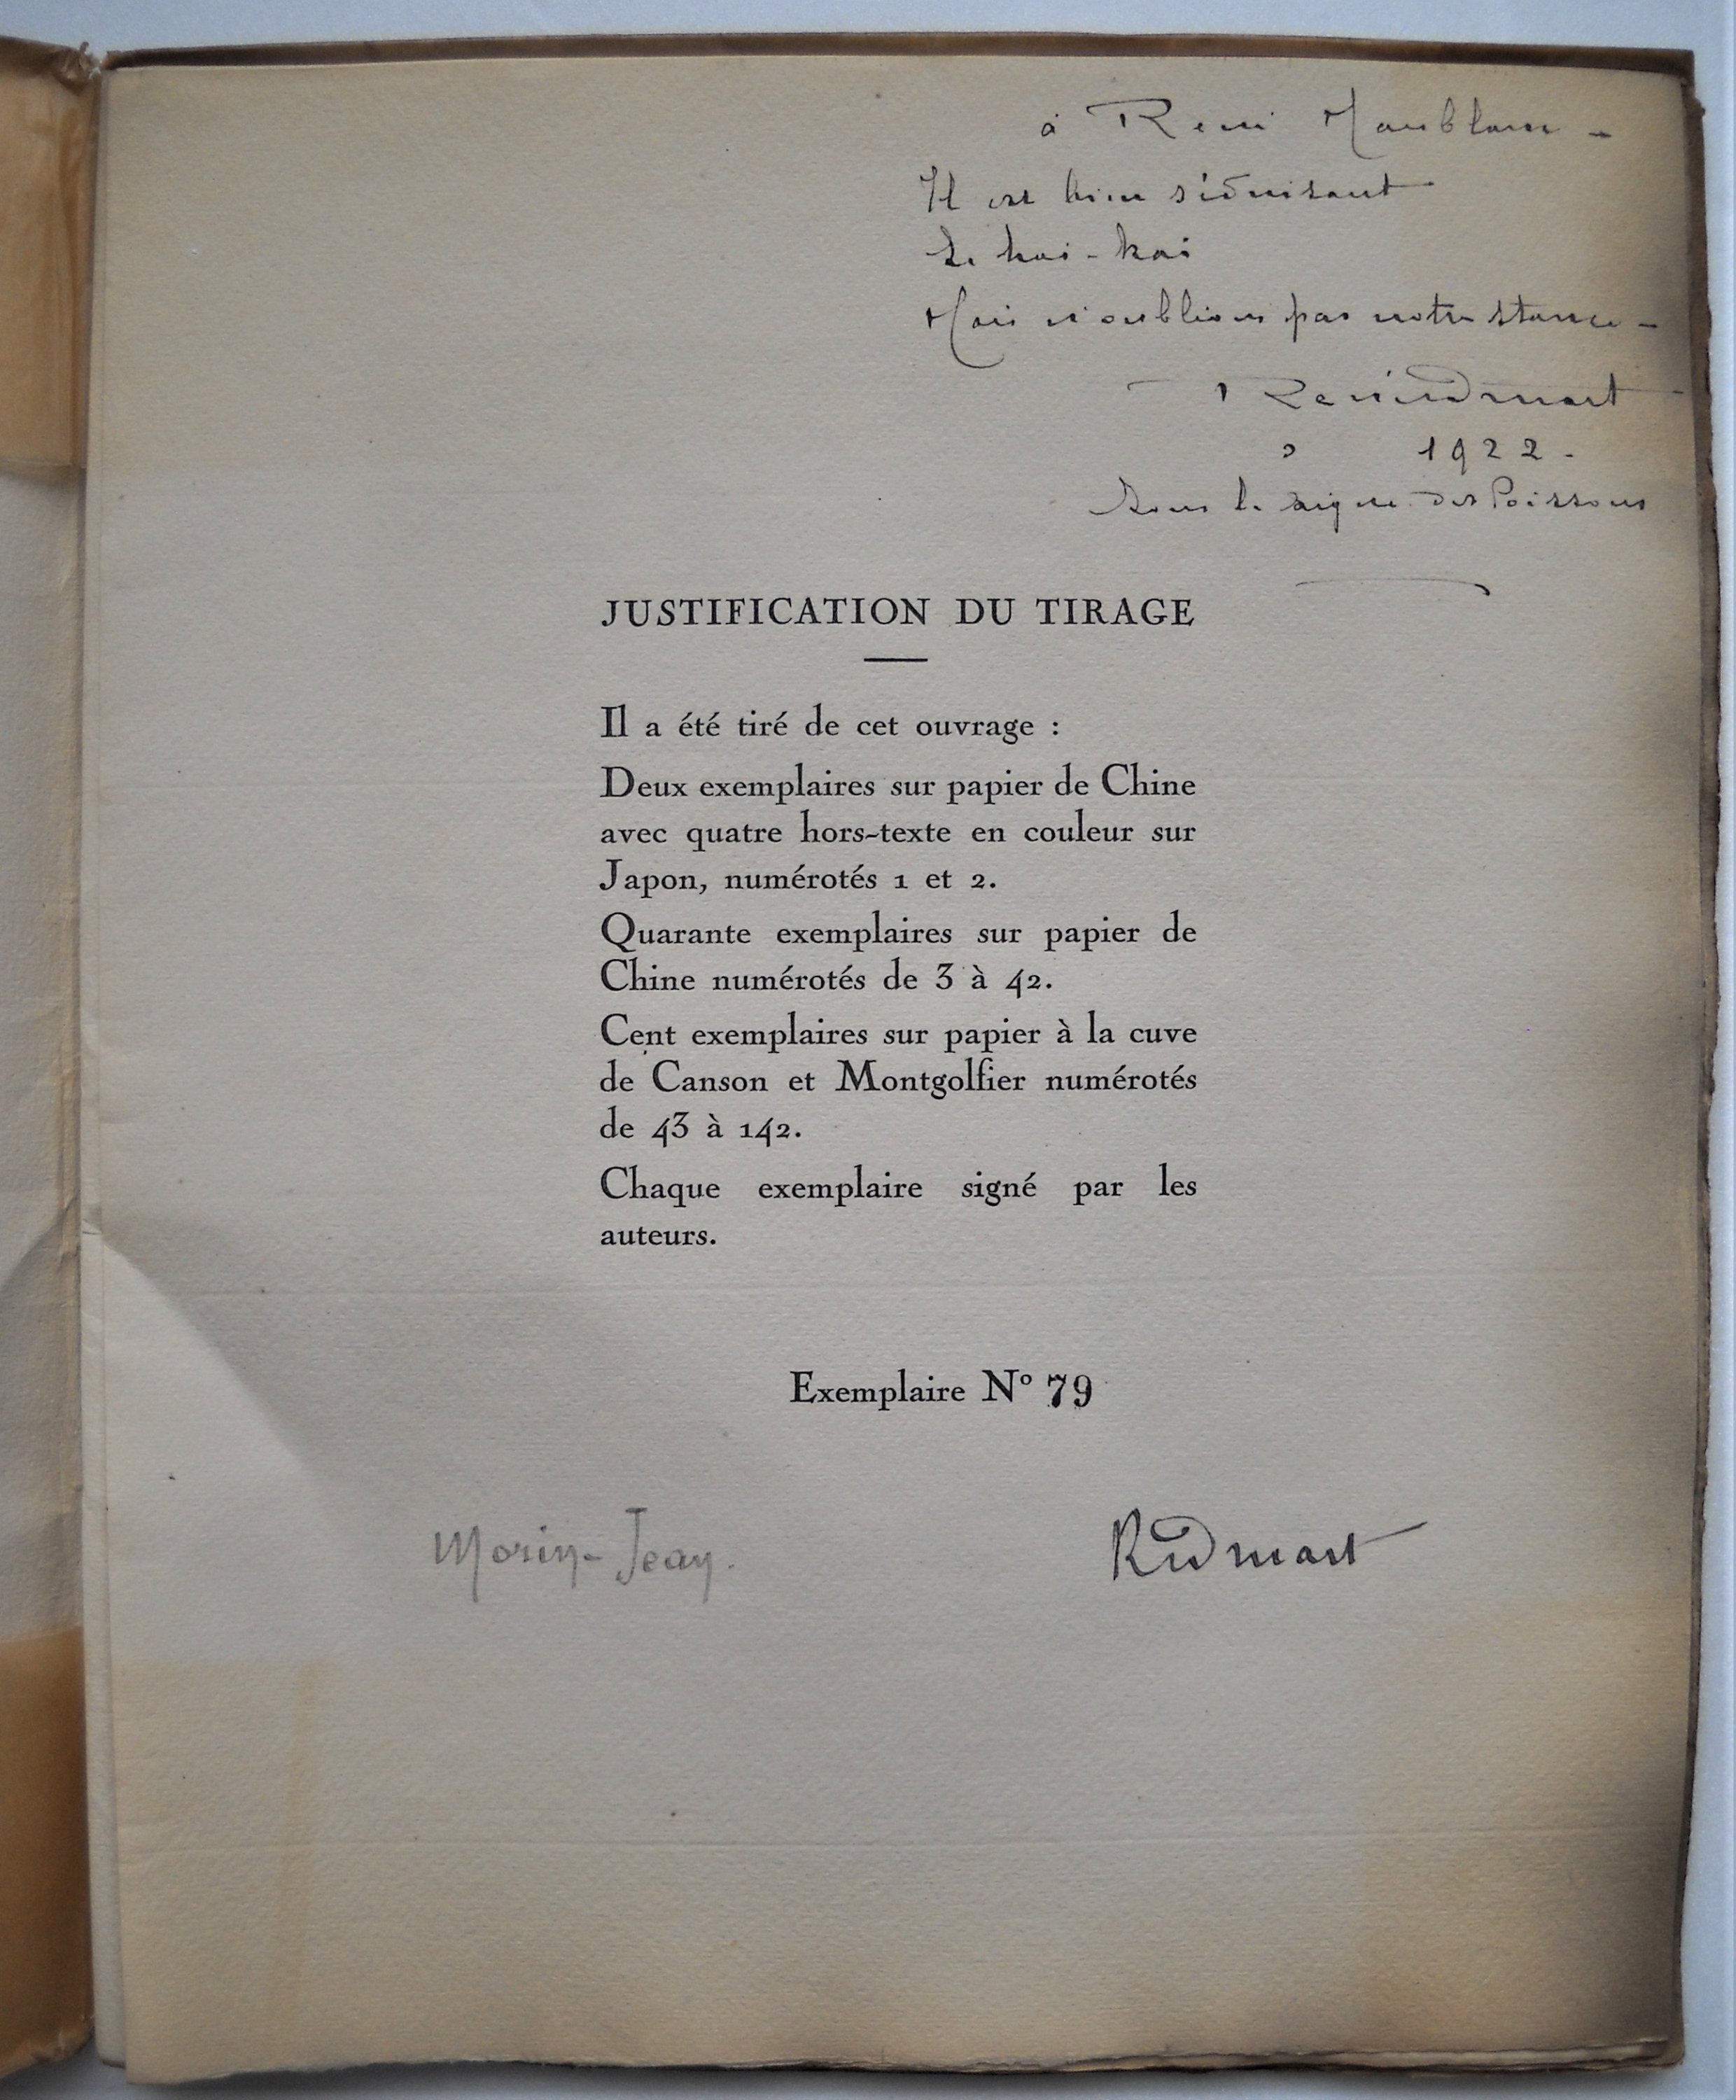 à René Maublanc -
Il est bien séduisant
Le hai-kai
Mais n'oublions pas notre stance -
René Druart
1922 -
Sous le signe des Poissons
JUSTIFICATION DU TIRAGE
Il a été tiré de cet ouvrage :
Deux exemplaires sur papier de Chine
avec quatre hors-texte en couleur sur
Japon, numérotés 1 et 2.
Quarante exemplaires sur papier de
Chine numérotés de 3 à 42.
Cent exemplaires sur papier à la cuve
de Canson et Montgolfier numérotés
de 43 à 142.
Chaque exemplaire signé par les
auteurs.
Exemplaire N° 79
Morin-Jean.
R Druart